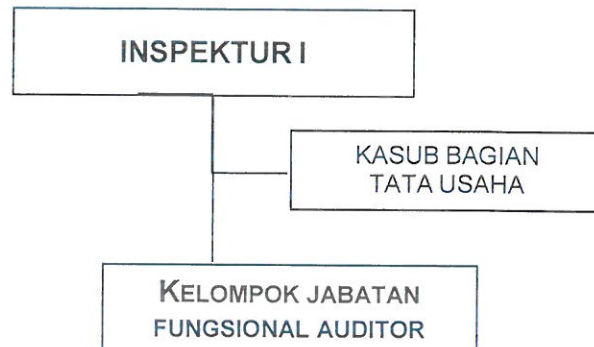 INSPEKTUR I
KASUB BAGIAN
TATA USAHA
KELOMPOK JABATAN
FUNGSIONAL AUDITOR